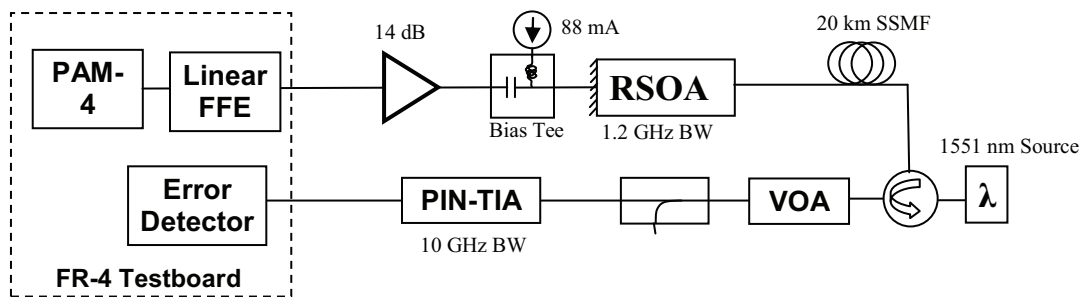 14 dB
88 mA
20 km SSMF
PAM-
4
Linear
FFE
Bias Tee
RSOA
1.2 GHz BW
1551 nm Source
λ
Error
Detector
PIN-TIA
10 GHz BW
VOA
FR-4 Testboard